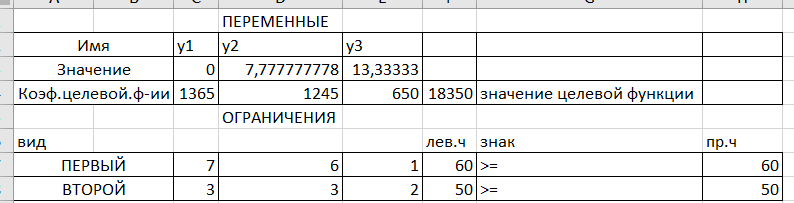 ПЕРЕМЕННЫЕ
Имя y1 y2 y3
Значение 0 7,777777778 13,33333
Коэф.целевой.ф-ии 1365 1245 650 18350 значение целевой функции
ОГРАНИЧЕНИЯ
вид лев.ч знак пр.ч
ПЕРВЫЙ 7 6 1 60 >= 60
ВТОРОЙ 3 3 2 50 >= 50